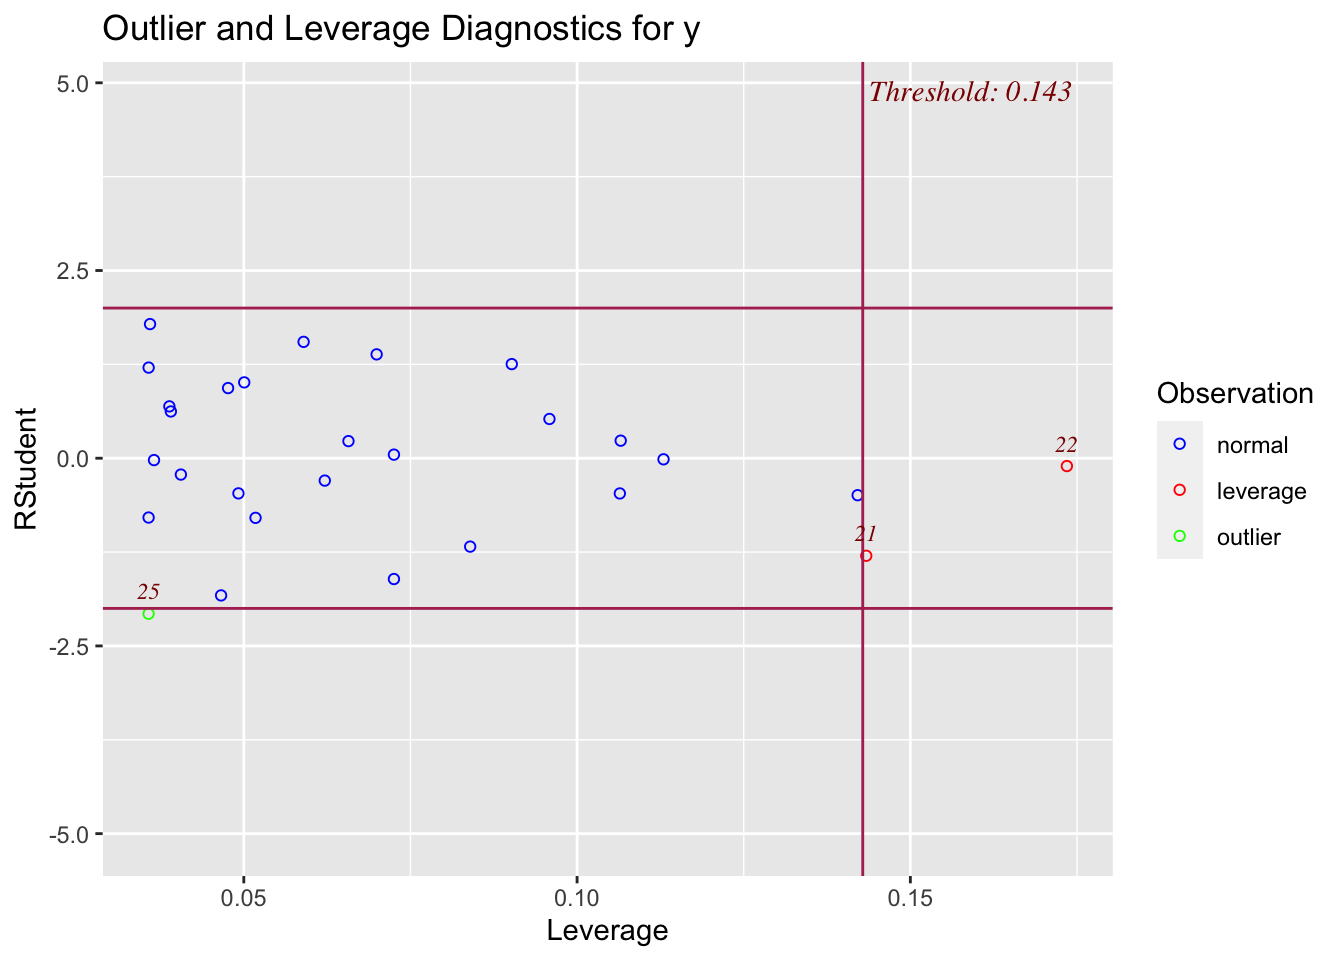 Outlier and Leverage Diagnostics for y
5.0
Threshold: 0.143
2.5
0.0
-2.5
-5.0
RStudent
22
21
25
0.05
0.10
0.15
Leverage
Observation
normal
leverage
outlier